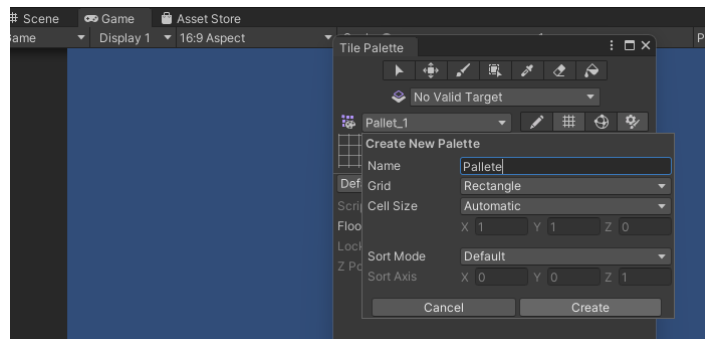 # Scene Game Asset Store
Game Display 1 16:9 Aspect
Tile Palette
No Valid Target
Pallet_1
Create New Palette
Name Pallete
Def Grid Rectangle
Scrip Cell Size Automatic
Floo X 1 Y 1 Z 0
Lock Sort Mode Default
Z Po Sort Axis X 0 Y 0 Z 1
Cancel Create